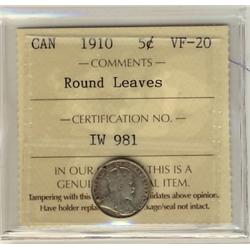 CAN 1910 5¢ VF-20
COMMENTS
Round Leaves
CERTIFICATION NO.
IW 981
IN OUR THIS IS A
GENUI AL ITEM.
Tampering with this idates above opinion.
Have holder repla kage/seal not intact.